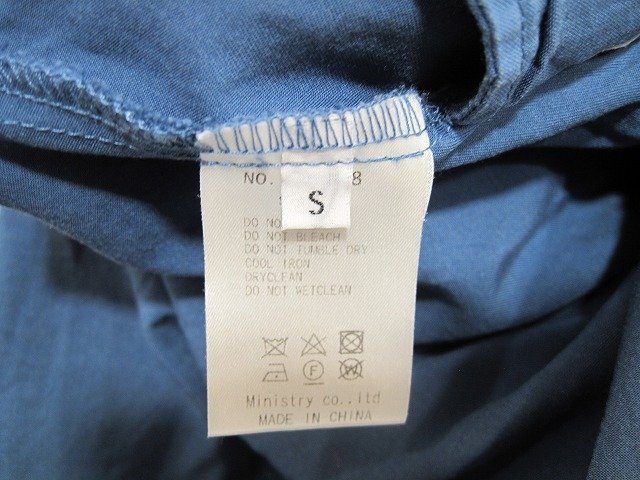 NO. 8
S
DO NO
DO NOT BLEACH
DO NOT TUMBLE DRY
COOL IRON
DRYCLEAN
DO NOT WETCLEAN
F
W
Ministry co.,ltd
MADE IN CHINA